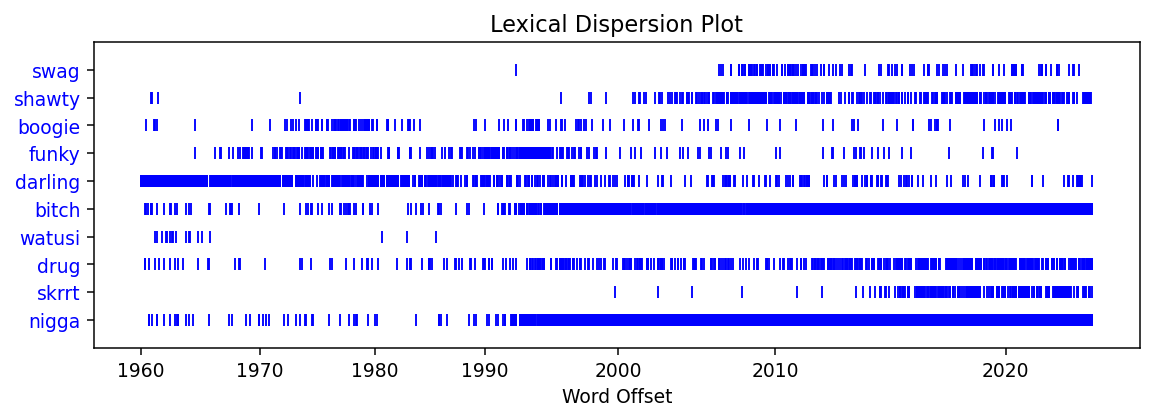 Lexical Dispersion Plot
swag
shawty
boogie
funky
darling
bitch
watusi
drug
skrrt
nigga
1960 1970 1980 1990 2000 2010 2020
Word Offset